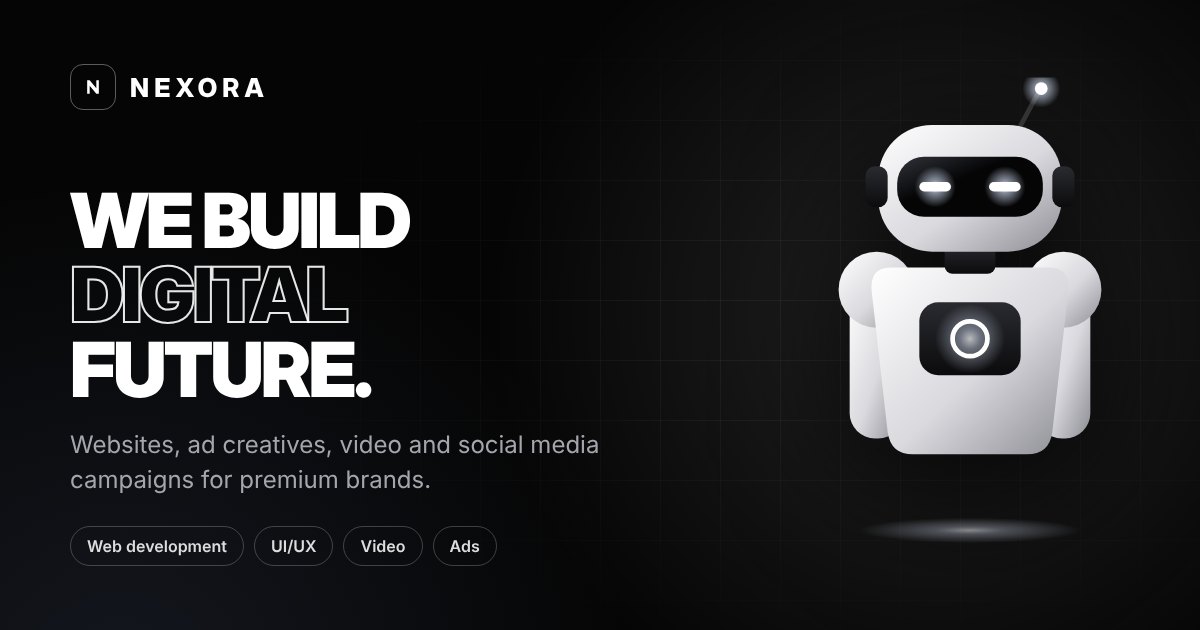 N NEXORA
WE BUILD
DIGITAL
FUTURE.
Websites, ad creatives, video and social media
campaigns for premium brands.
Web development UI/UX Video Ads